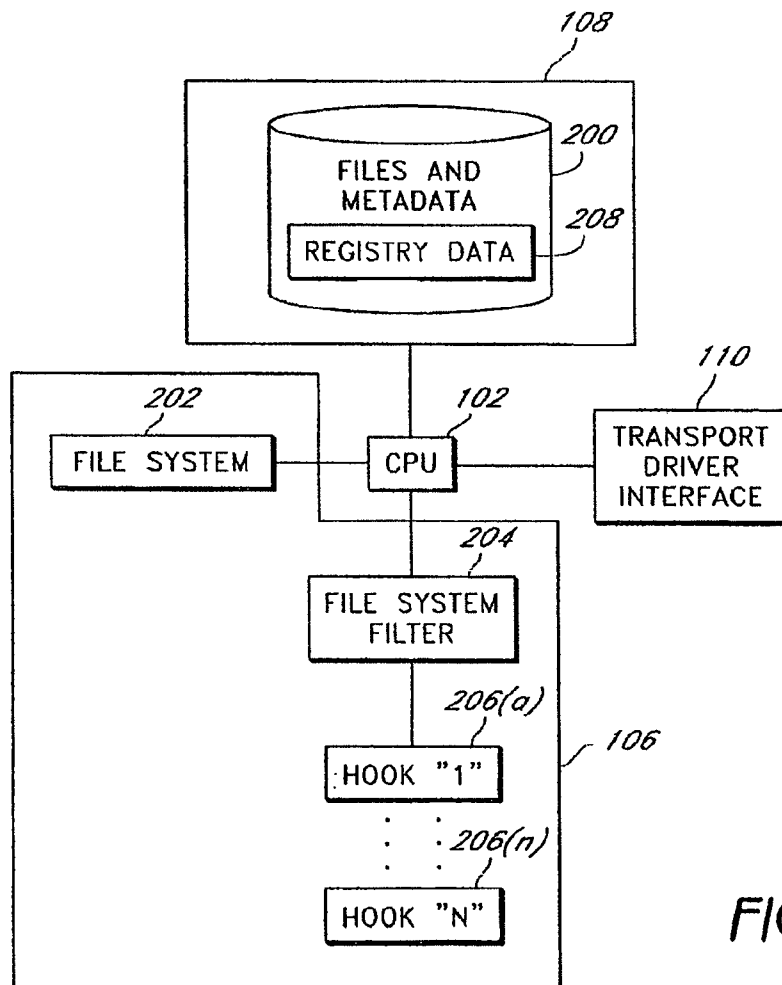 108
200
FILES AND
METADATA
208
REGISTRY DATA
202
102
110
FILE SYSTEM
CPU
TRANSPORT
DRIVER
INTERFACE
204
FILE SYSTEM
FILTER
206(a)
HOOK "1"
106
206(n)
HOOK "N"